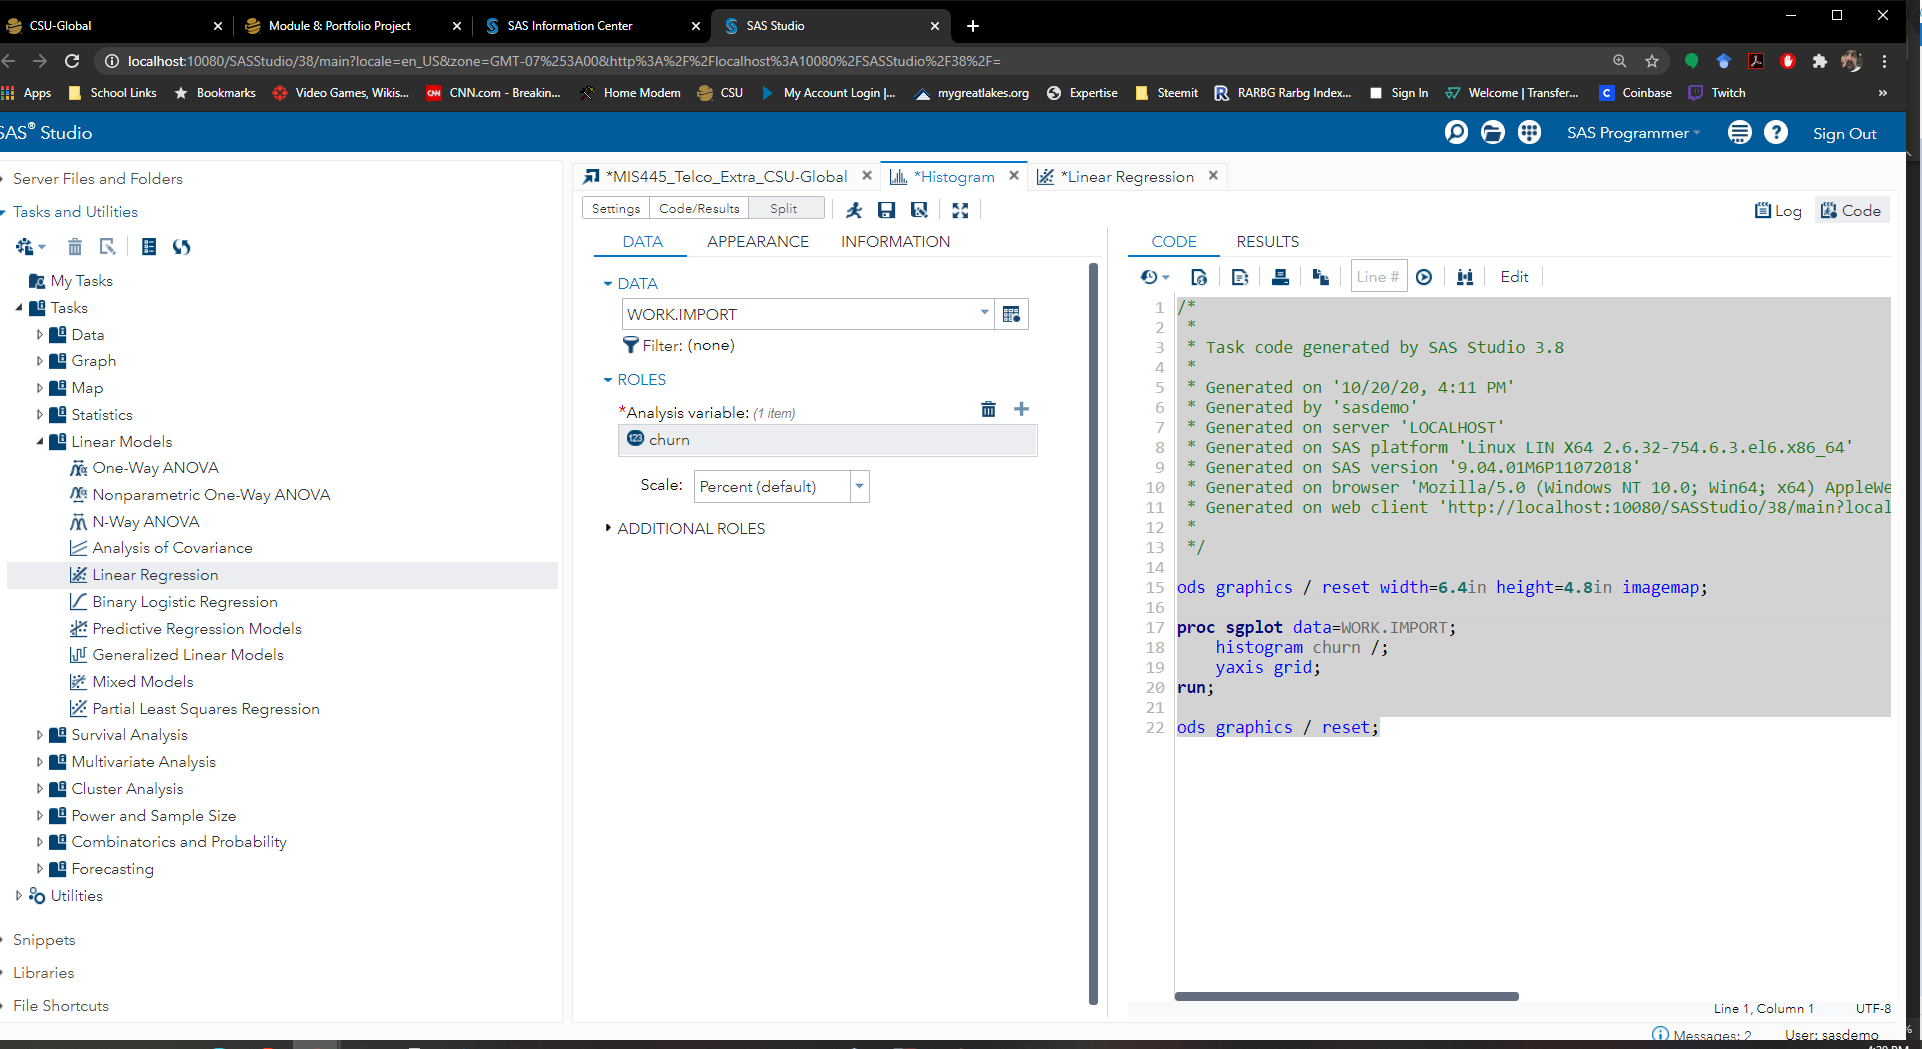 CSU-Global
Module & Portfolio Project
SAS Information Center
SAS Studio
localhost:10080/SASStudio/38/main?locale=en_US&zone=GMT-07%253A00&http%3A%2F%2Flocalhost%3A10080%2FSASStudio%2F38%2F=
Apps School Links Bookmarks Video Games, Wikis... CNN.com - Breakin... Home Modem CSU My Account Login |... mygreatlakes.org Expertise Steemit RARBG Rarbg Index... Sign In Welcome | Transfer... Coinbase Twitch »
SAS® Studio
SAS Programmer
Sign Out
Server Files and Folders
Tasks and Utilities
My Tasks
Tasks
Data
Graph
Map
Statistics
Linear Models
One-Way ANOVA
Nonparametric One-Way ANOVA
N-Way ANOVA
Analysis of Covariance
Linear Regression
Binary Logistic Regression
Predictive Regression Models
Generalized Linear Models
Mixed Models
Partial Least Squares Regression
Survival Analysis
Multivariate Analysis
Cluster Analysis
Power and Sample Size
Combinatorics and Probability
Forecasting
Utilities
Snippets
Libraries
File Shortcuts
*MIS445_Telco_Extra_CSU-Global
*Histogram
*Linear Regression
Settings Code/Results Split
Log Code
DATA APPEARANCE INFORMATION
DATA
WORK.IMPORT
Filter: (none)
ROLES
*Analysis variable: (1 item)
123 churn
Scale: Percent (default)
ADDITIONAL ROLES
CODE RESULTS
Line # Edit
1 /*
2 *
3 * Task code generated by SAS Studio 3.8
4 *
5 * Generated on '10/20/20, 4:11 PM'
6 * Generated by 'sasdemo'
7 * Generated on server 'LOCALHOST'
8 * Generated on SAS platform 'Linux LIN X64 2.6.32-754.6.3.el6.x86_64'
9 * Generated on SAS version '9.04.01M6P11072018'
10 * Generated on browser 'Mozilla/5.0 (Windows NT 10.0; Win64; x64) AppleWe
11 * Generated on web client 'http://localhost:10080/SASStudio/38/main?local
12 *
13 */
14
15 ods graphics / reset width=6.4in height=4.8in imagemap;
16
17 proc sgplot data=WORK.IMPORT;
18 histogram churn /;
19 yaxis grid;
20 run;
21
22 ods graphics / reset;
Line 1, Column 1 UTF-8
Messages: 2 User: sasdemo